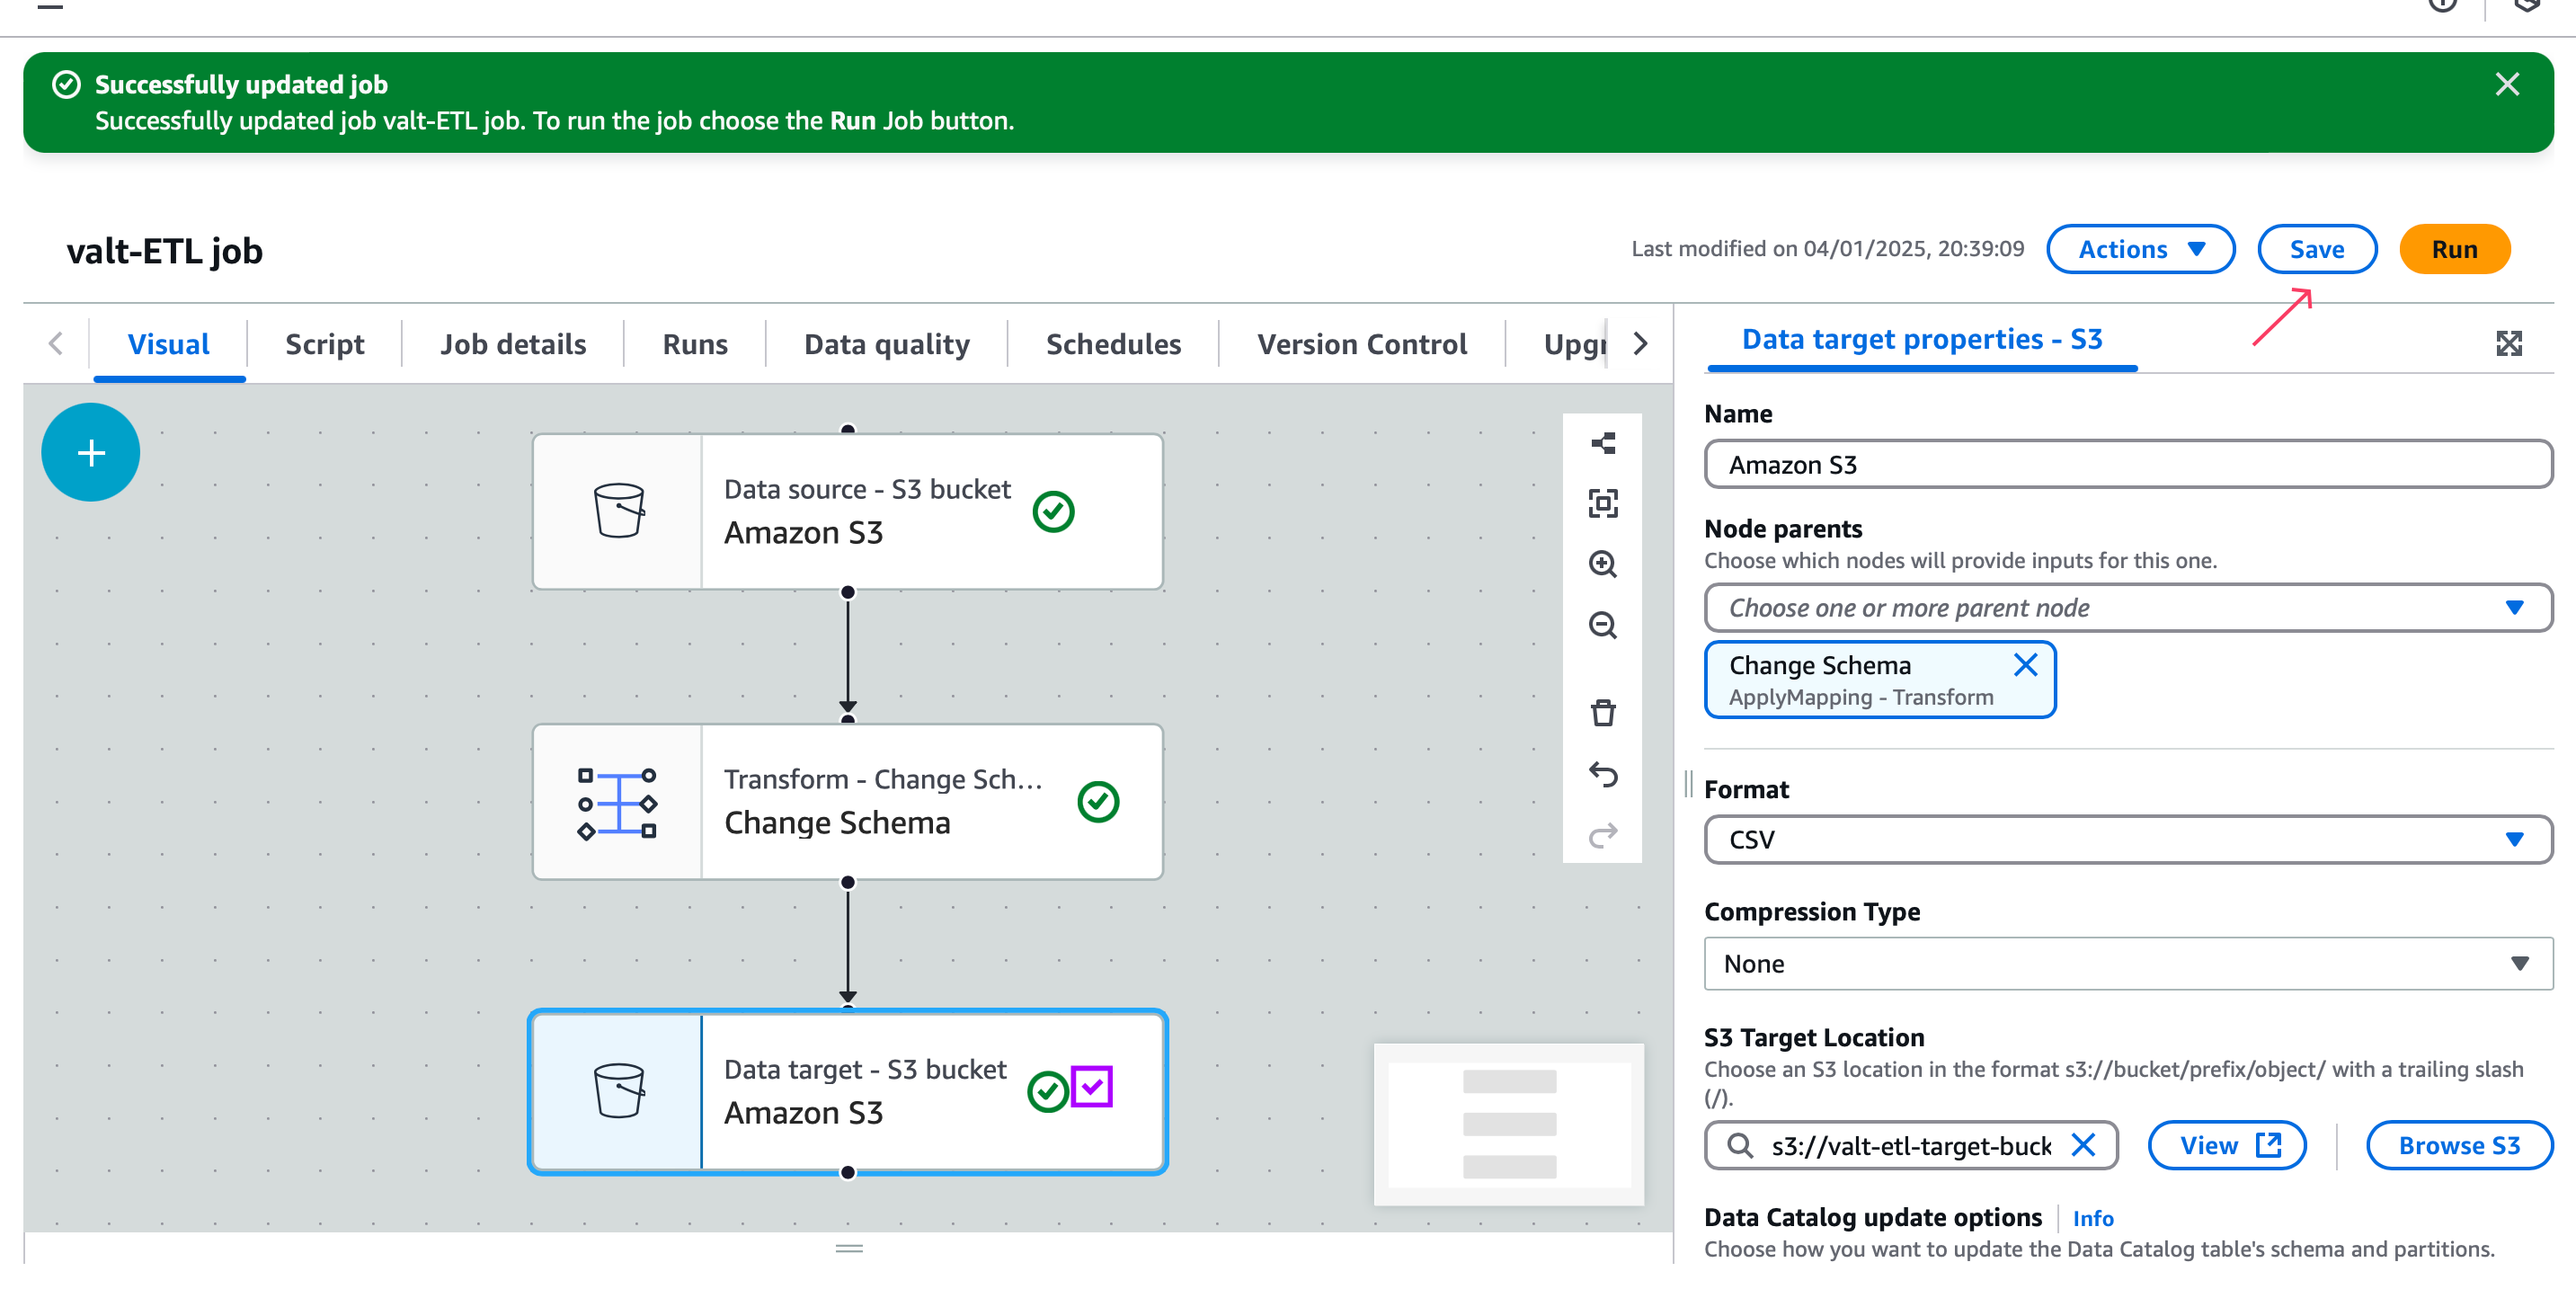 Successfully updated job
Successfully updated job valt-ETL job. To run the job choose the Run Job button.
valt-ETL job
Last modified on 04/01/2025, 20:39:09
Actions
Save
Run
Visual
Script
Job details
Runs
Data quality
Schedules
Version Control
Upgr
Data target properties - S3
Data source - S3 bucket
Amazon S3
Transform - Change Sch...
Change Schema
Data target - S3 bucket
Amazon S3
Name
Amazon S3
Node parents
Choose which nodes will provide inputs for this one.
Choose one or more parent node
Change Schema
ApplyMapping - Transform
Format
CSV
Compression Type
None
S3 Target Location
Choose an S3 location in the format s3://bucket/prefix/object/ with a trailing slash
(/).
s3://valt-etl-target-buck
View
Browse S3
Data Catalog update options
Info
Choose how you want to update the Data Catalog table's schema and partitions.